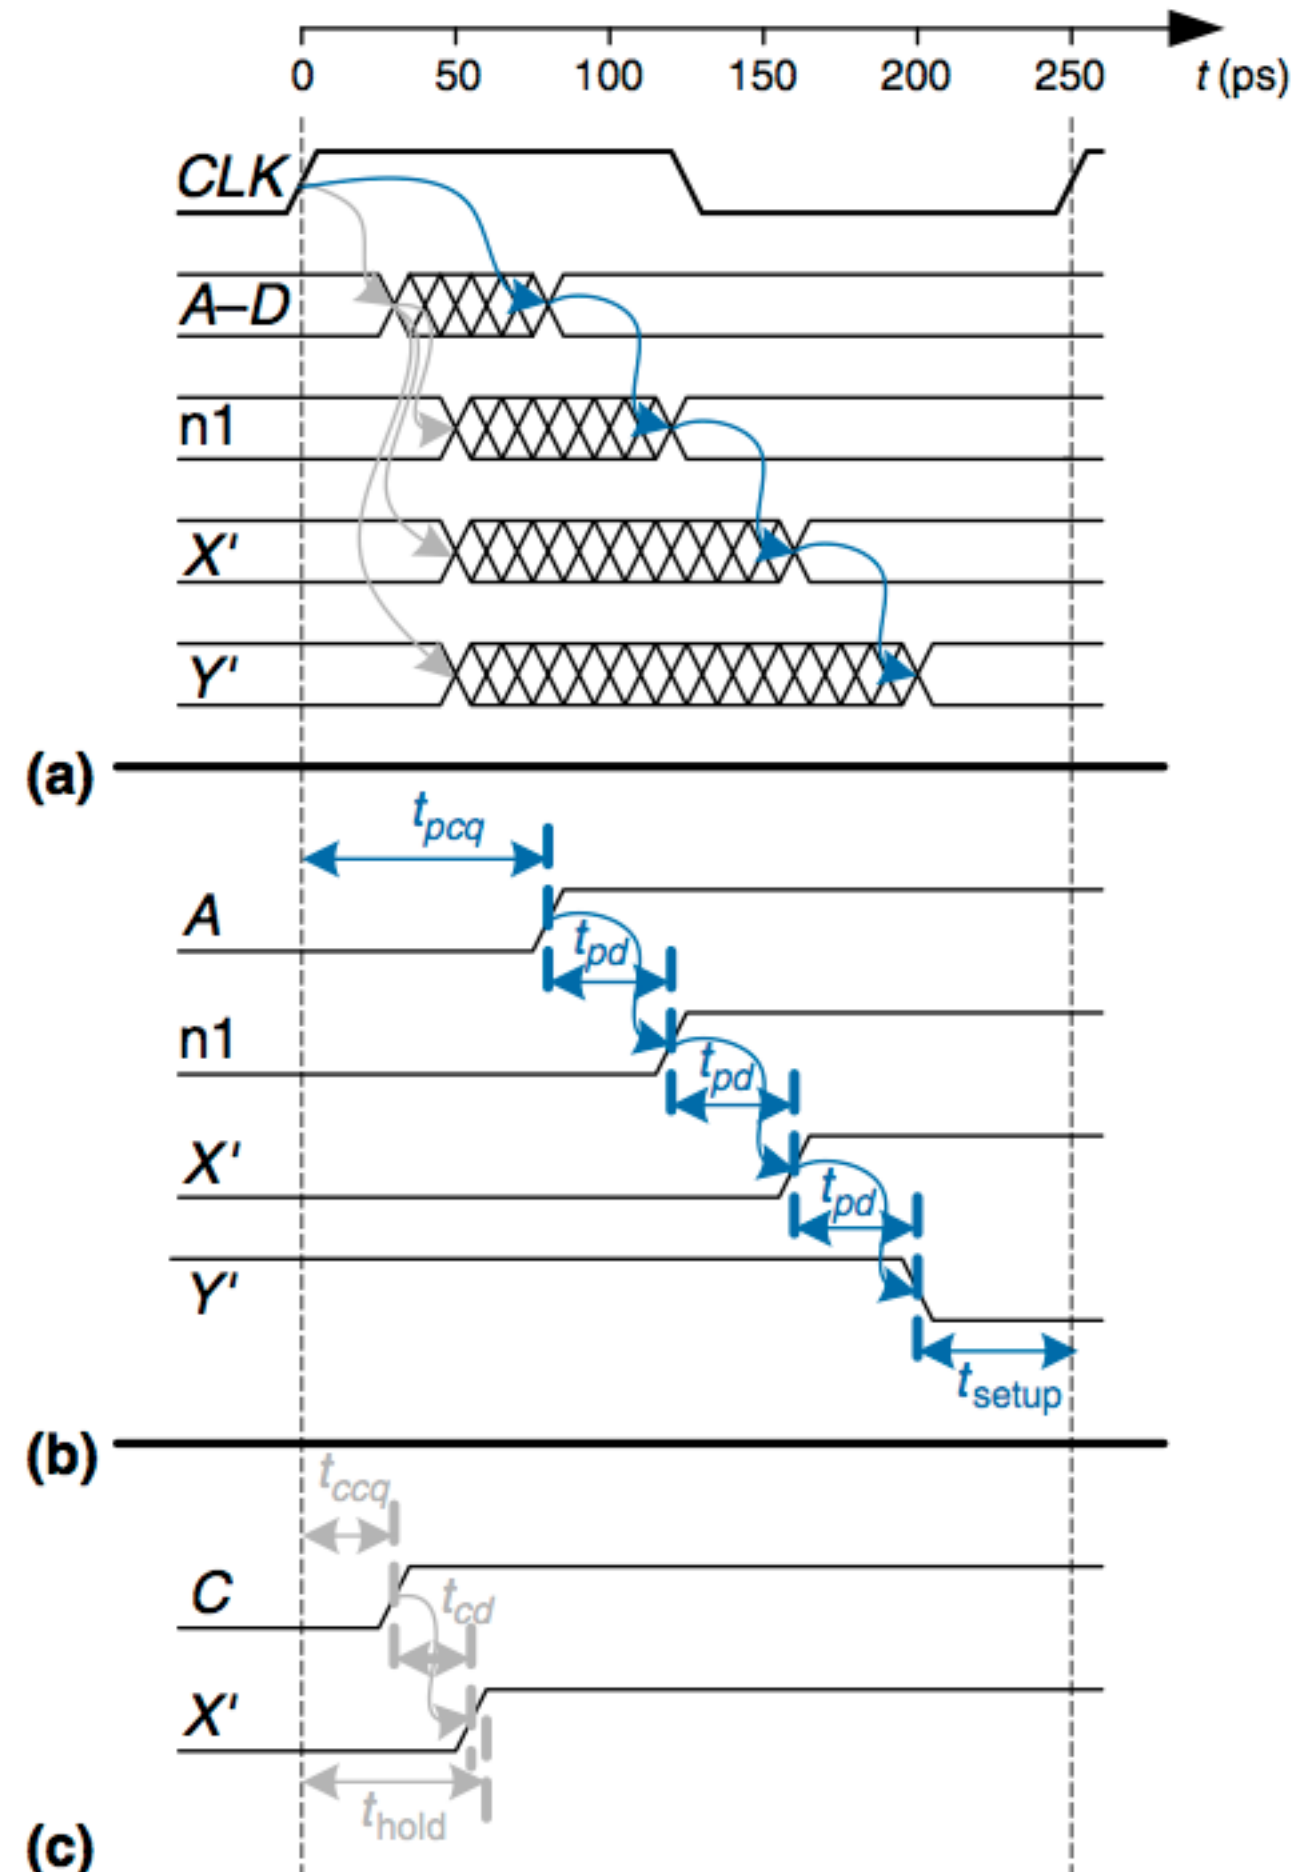 0 50 100 150 200 250 t (ps)
CLK
A–D
n1
X'
Y'
(a)
tpcq
A
tpd
n1
tpd
X'
tpd
Y'
tsetup
(b)
tccq
C
tcd
X'
thold
(c)